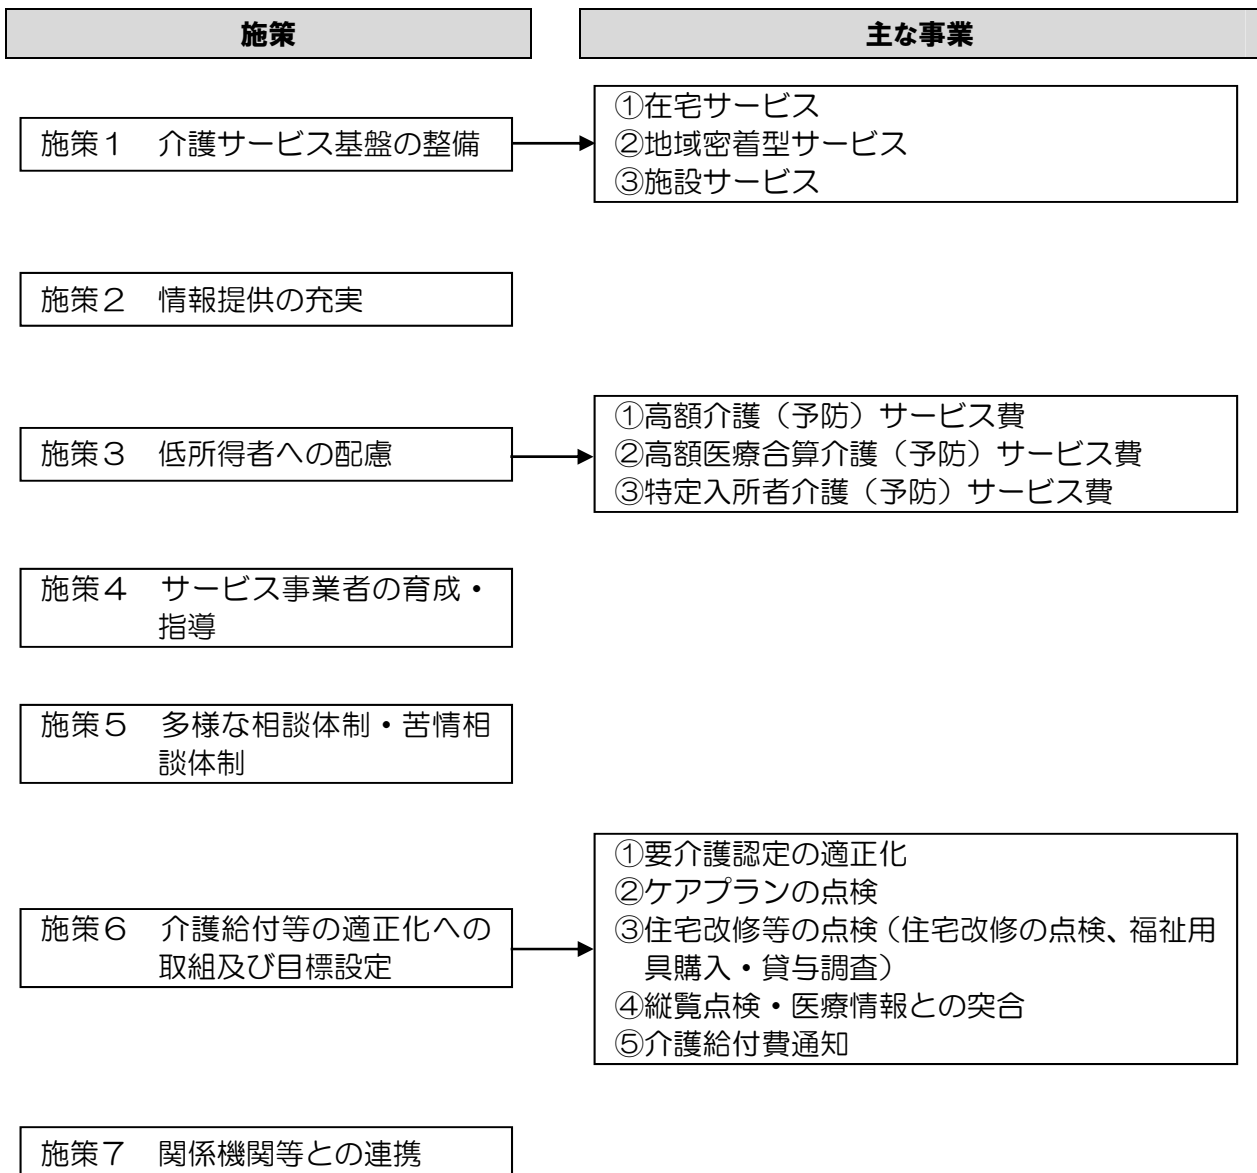 施策
主な事業
施策１　介護サービス基盤の整備
①在宅サービス
②地域密着型サービス
③施設サービス
施策２　情報提供の充実
施策３　低所得者への配慮
①高額介護（予防）サービス費
②高額医療合算介護（予防）サービス費
③特定入所者介護（予防）サービス費
施策４　サービス事業者の育成・
指導
施策５　多様な相談体制・苦情相
談体制
施策６　介護給付等の適正化への
取組及び目標設定
①要介護認定の適正化
②ケアプランの点検
③住宅改修等の点検（住宅改修の点検、福祉用
具購入・貸与調査）
④縦覧点検・医療情報との突合
⑤介護給付費通知
施策７　関係機関等との連携